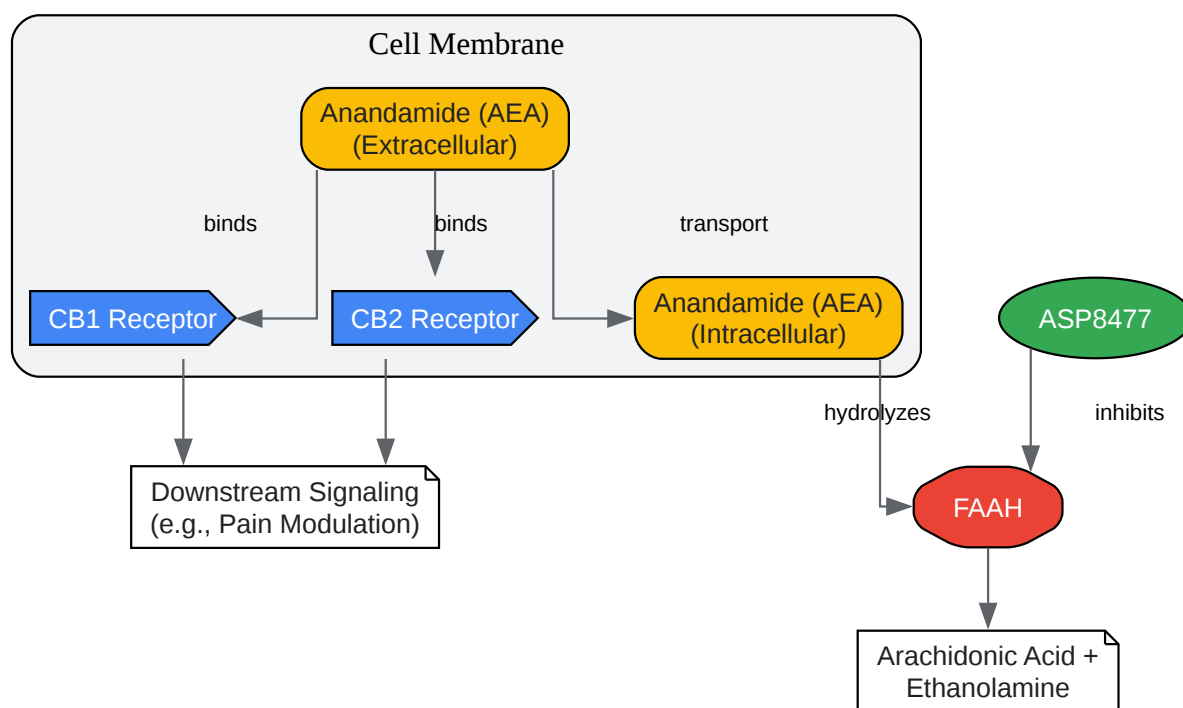 Cell Membrane
Anandamide (AEA)
(Extracellular)
binds
binds
transport
CB1 Receptor
CB2 Receptor
Anandamide (AEA)
(Intracellular)
ASP8477
hydrolyzes
inhibits
Downstream Signaling
(e.g., Pain Modulation)
FAAH
Arachidonic Acid +
Ethanolamine